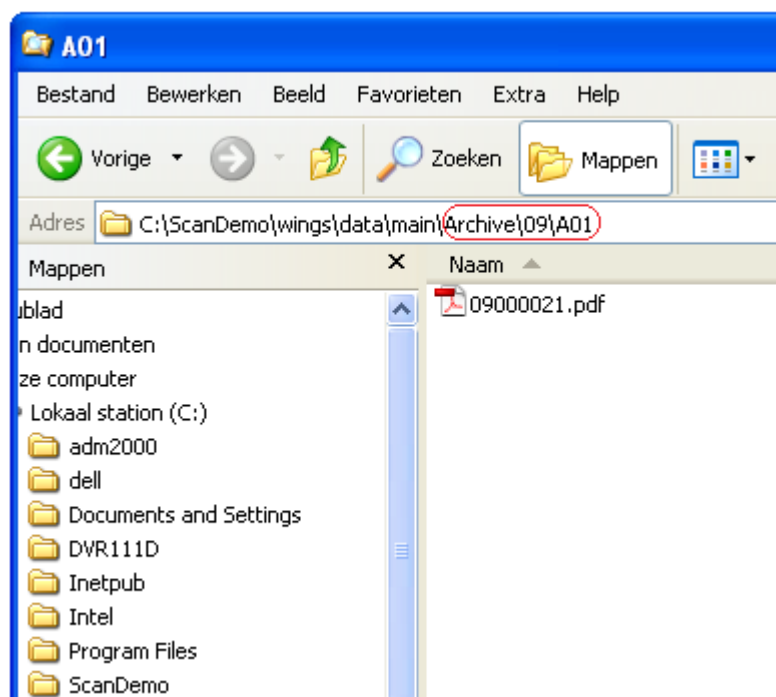 A01
Bestand Bewerken Beeld Favorieten Extra Help
Vorige Zoeken Mappen
Adres C:\ScanDemo\wings\data\main\Archive\09\A01
Mappen
Naam
ublad
n documenten
ze computer
Lokaal station (C:)
adm2000
dell
Documents and Settings
DVR111D
Inetpub
Intel
Program Files
ScanDemo
09000021.pdf